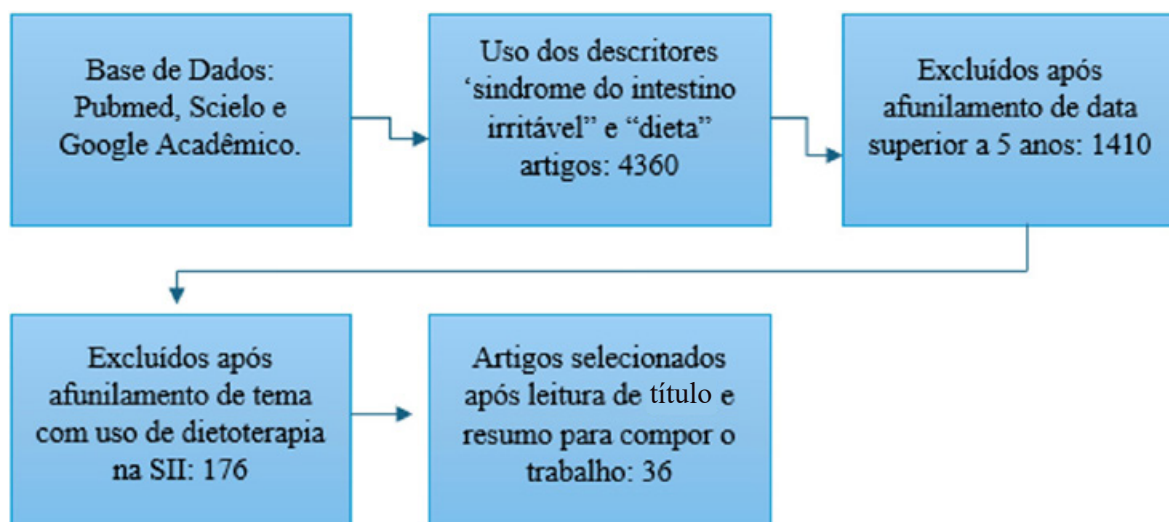 Base de Dados:
Pubmed, Scielo e
Google Acadêmico.
Uso dos descritores
‘sindrome do intestino
irritável” e “dieta”
artigos: 4360
Excluídos após
afunilamento de data
superior a 5 anos: 1410
Excluídos após
afunilamento de tema
com uso de dietoterapia
na SII: 176
Artigos selecionados
após leitura de título e
resumo para compor o
trabalho: 36